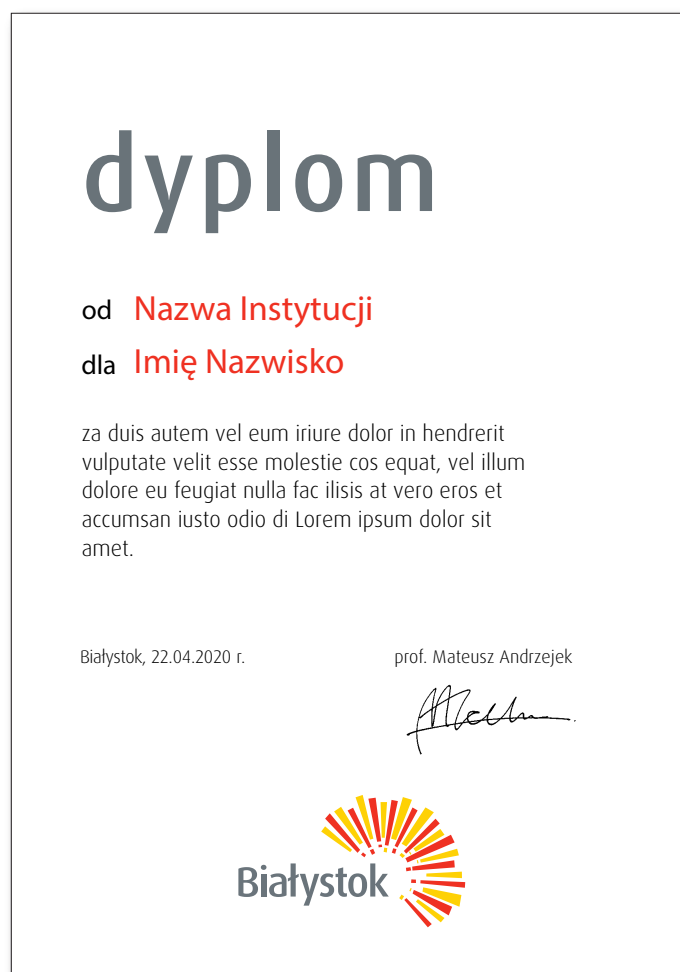 dyplom
od Nazwa Instytucji
dla Imię Nazwisko
za duis autem vel eum iriure dolor in hendrerit
vulputate velit esse molestie cos equat, vel illum
dolore eu feugiat nulla fac ilisis at vero eros et
accumsan iusto odio di Lorem ipsum dolor sit
amet.
Białystok, 22.04.2020 r. prof. Mateusz Andrzejek
Białystok